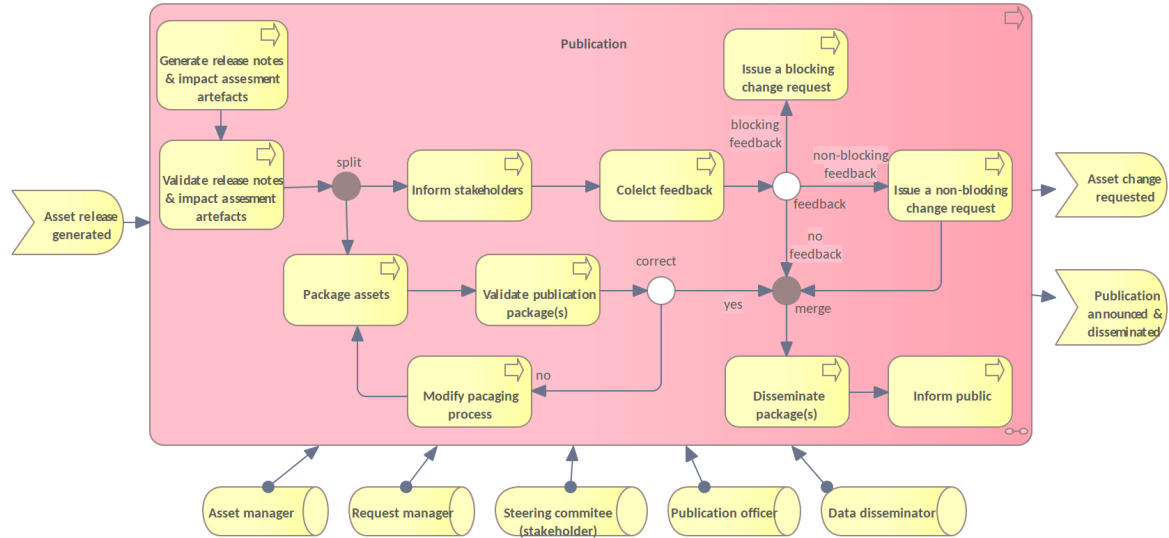 Publication
Generate release notes
& impact assesment
artefacts
Issue a blocking
change request
blocking
feedback
split
non-blocking
feedback
Validate release notes
& impact assesment
artefacts
Inform stakeholders
Colelct feedback
Issue a non-blocking
change request
feedback
Asset release
generated
Asset change
requested
no
feedback
correct
Package assets
Validate publication
package(s)
yes
merge
Publication
announced &
disseminated
no
Modify pacaging
process
Disseminate
package(s)
Inform public
Asset manager
Request manager
Steering commitee
(stakeholder)
Publication officer
Data disseminator